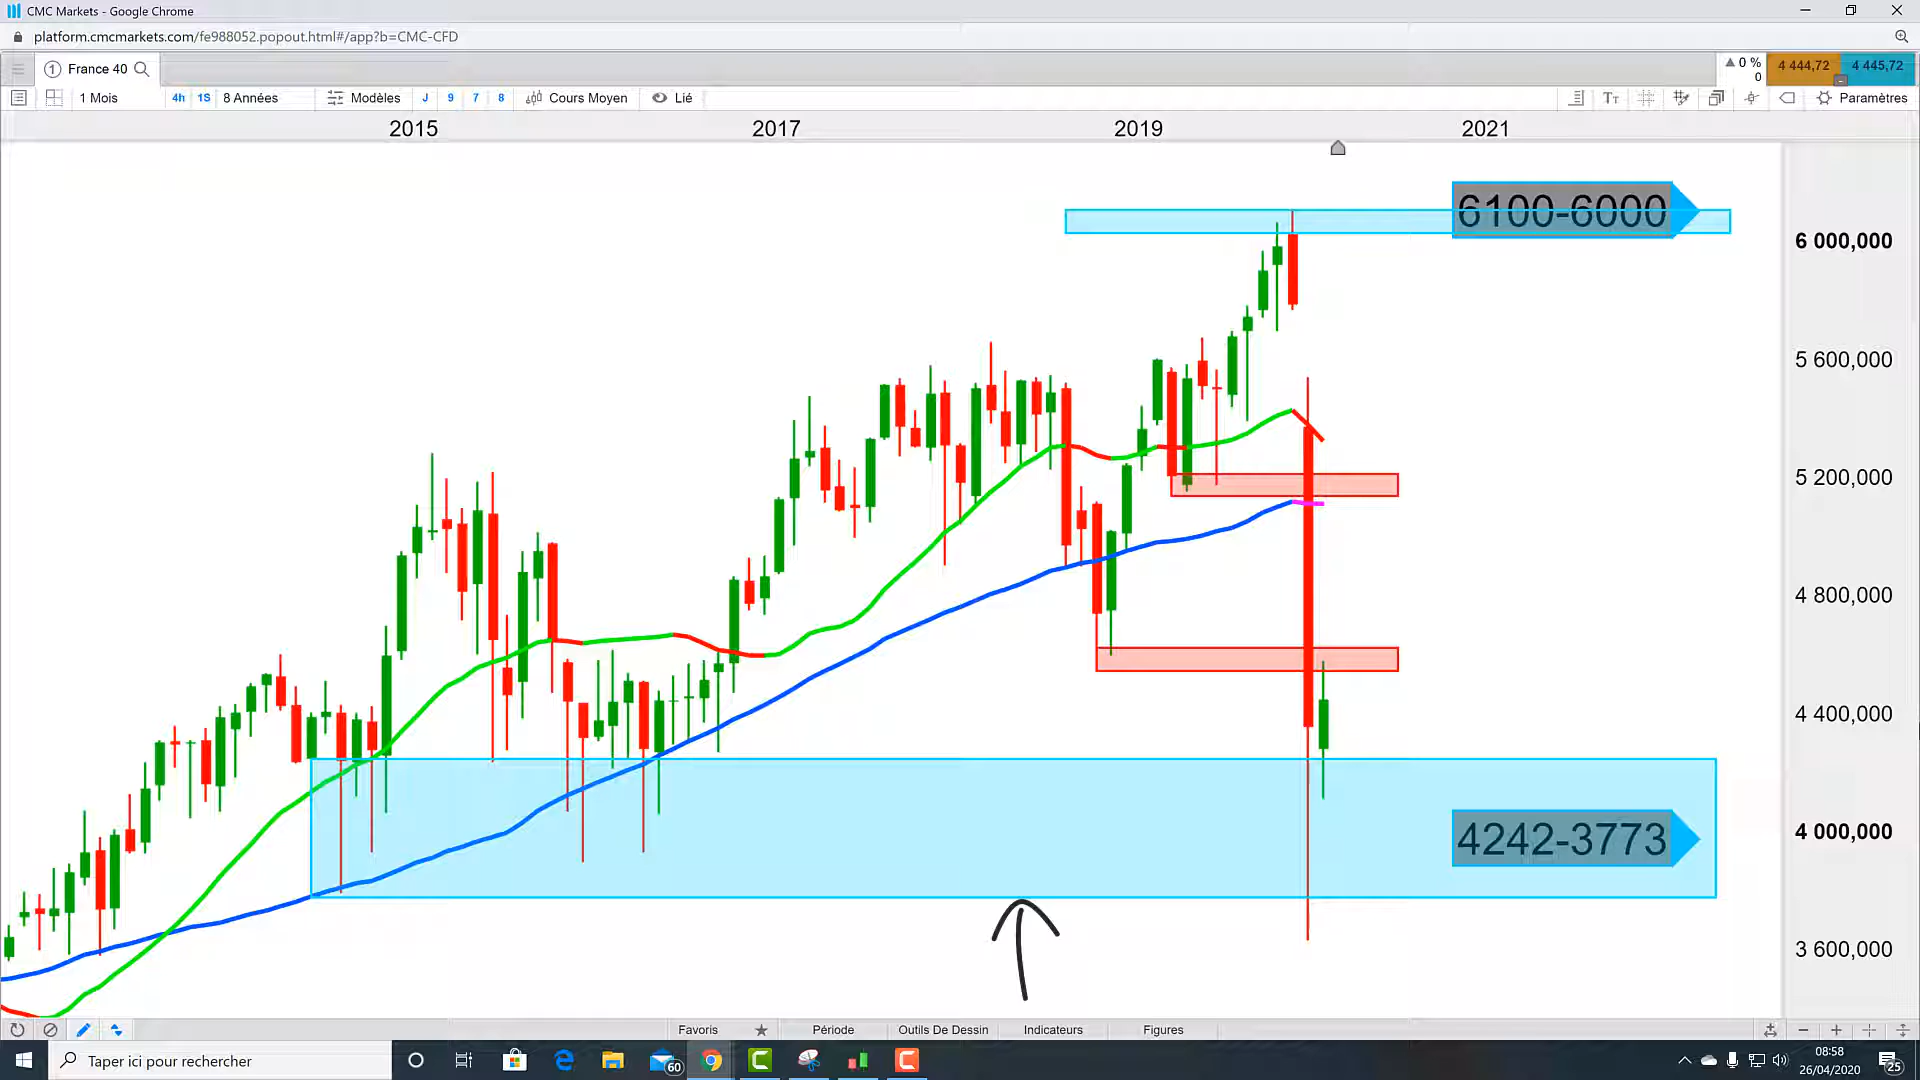 CMC Markets - Google Chrome
platform.cmcmarkets.com/fe988052.popout.html#/app?b=CMC-CFD
1 France 40
0 %
0
4 444,72
4 445,72
1 Mois 4h 1S 8 Années Modèles J 9 7 8 Cours Moyen Lié
Paramètres
2015 2017 2019 2021
6100-6000
6 000,000
5 600,000
5 200,000
4 800,000
4 400,000
4242-3773
4 000,000
3 600,000
Favoris Période Outils De Dessin Indicateurs Figures
Taper ici pour rechercher
60
08:58
26/04/2020
25